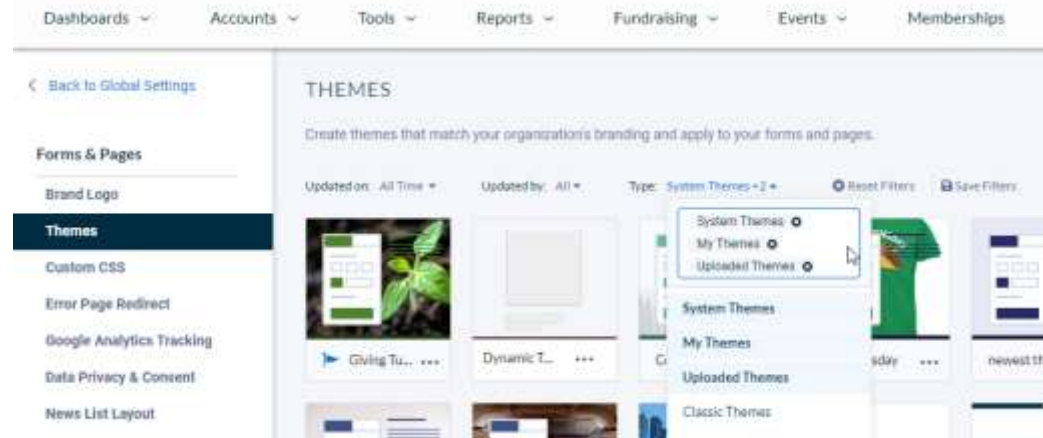 Dashboards Accounts Tools Reports Fundraising Events Memberships
Back to Global Settings
THEMES
Create themes that match your organization's branding and apply to your forms and pages.
Forms & Pages
Updated on: All Time Updated by: All Type: System Themes +2 Reset Filters Save Filters
Brand Logo
System Themes
Themes
My Themes
Custom CSS
Uploaded Themes
Error Page Redirect
System Themes
Google Analytics Tracking
My Themes
Giving Tu... Dynamic T... sday newest th
Data Privacy & Consent
Uploaded Themes
News List Layout
Classic Themes